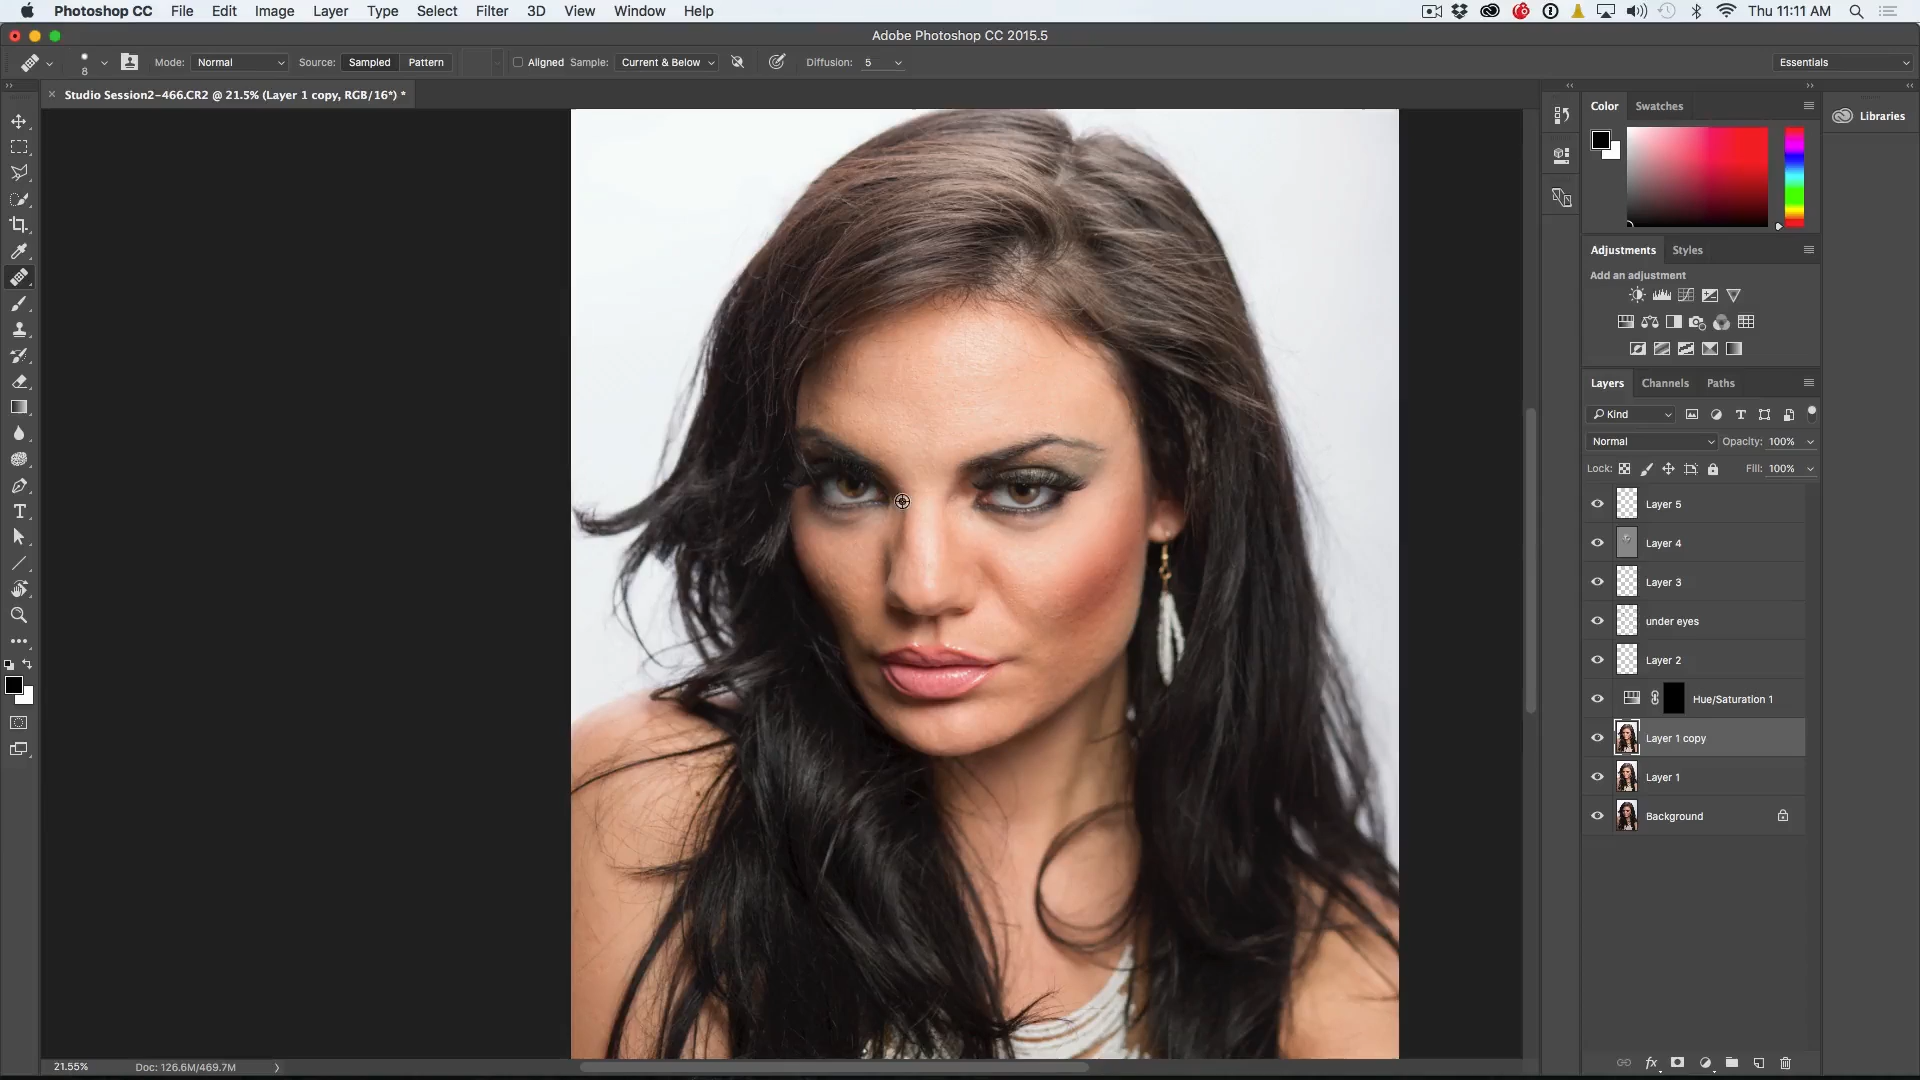 Photoshop CC File Edit Image Layer Type Select Filter 3D View Window Help Thu 11:11 AM
Adobe Photoshop CC 2015.5
8 Mode: Normal Source: Sampled Pattern Aligned Sample: Current & Below Diffusion: 5 Essentials
Studio Session2-466.CR2 @ 21.5% (Layer 1 copy, RGB/16*) *
Color Swatches
Libraries
Adjustments Styles
Add an adjustment
Layers Channels Paths
Kind
Normal Opacity: 100%
Lock: Fill: 100%
Layer 5
Layer 4
Layer 3
under eyes
Layer 2
Hue/Saturation 1
Layer 1 copy
Layer 1
Background
21.55% Doc: 126.6M/469.7M